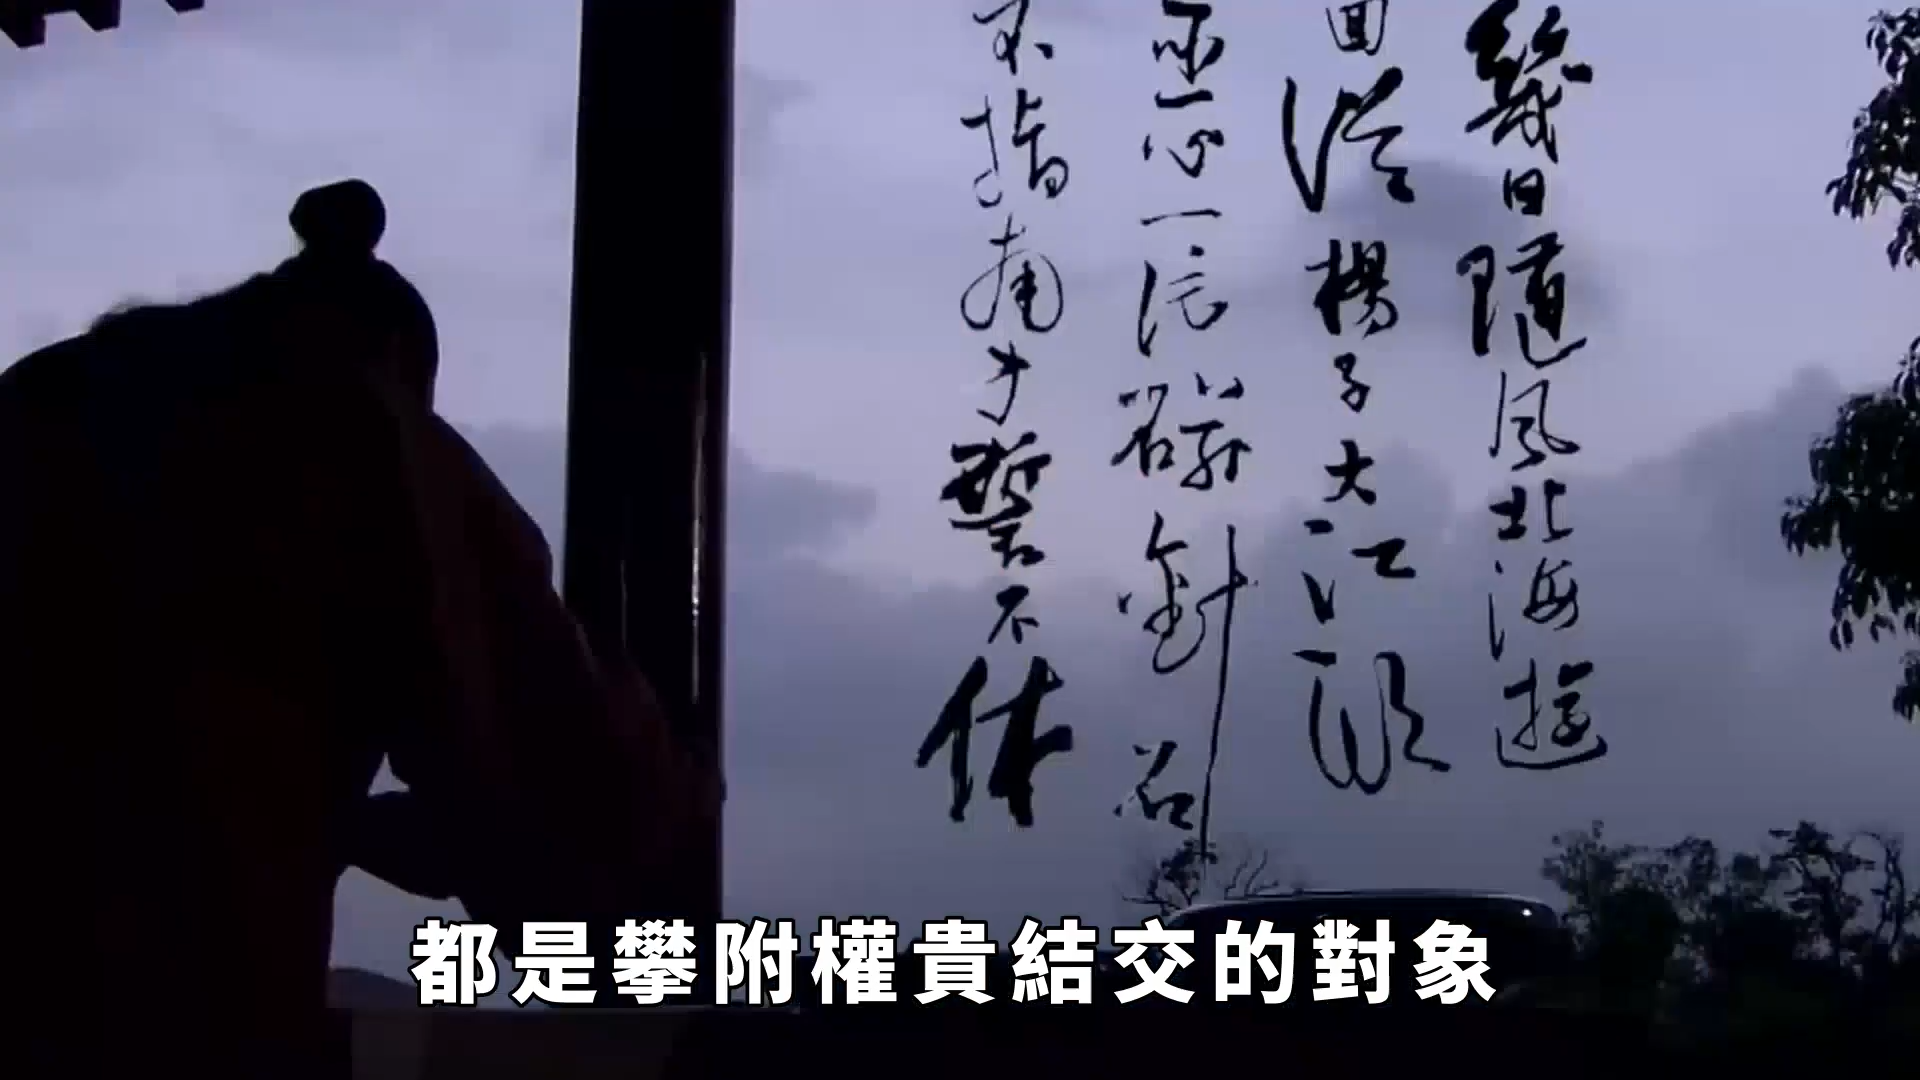 幾日隨風北海遊
回從楊子大江頭
臣心一片磁針石
不指南方誓不休
都是攀附權貴結交的對象